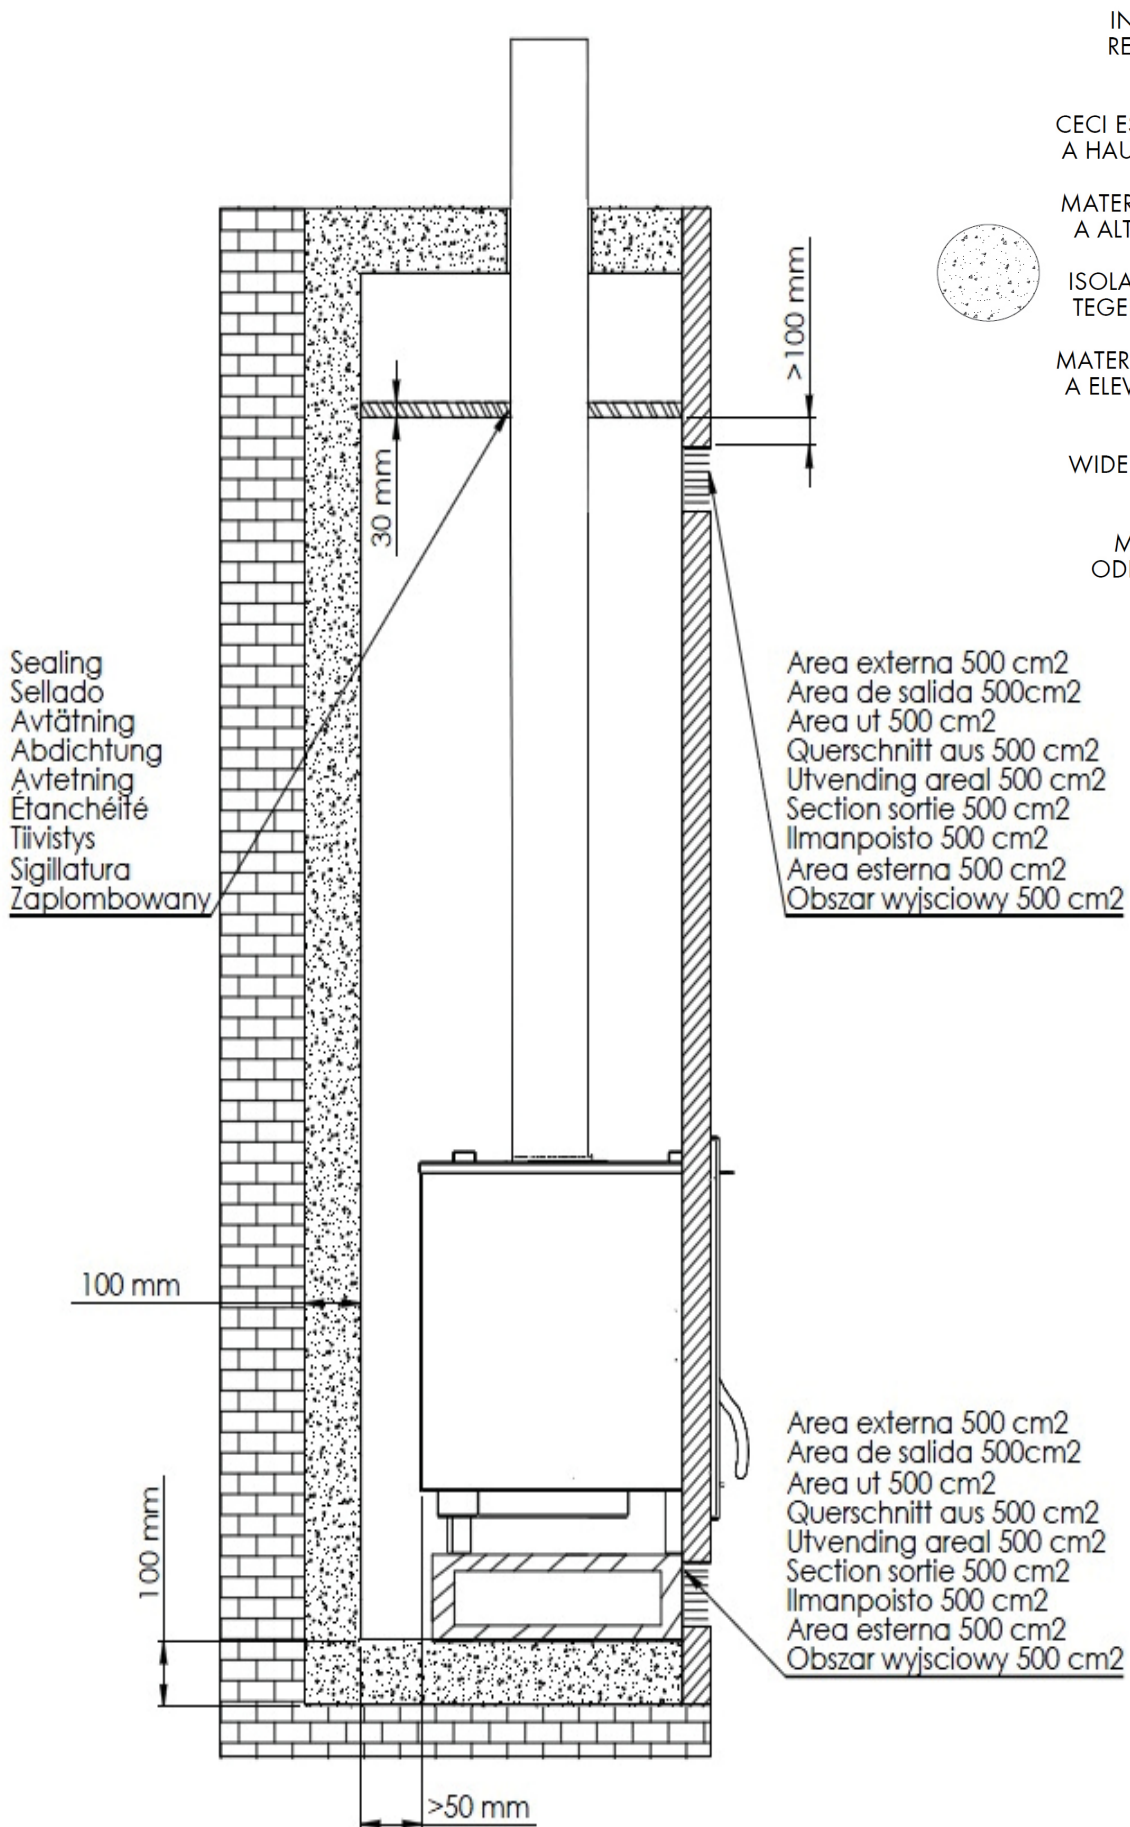 IN
RE
CECI ES
A HAU
MATER
A ALT
ISOLA
TEGE
MATER
A ELEV
WIDE
M
ODI
>100 mm
30 mm
Sealing
Sellado
Avtätning
Abdichtung
Avtetning
Étanchéité
Tiivistys
Sigillatura
Zaplombowany
Area externa 500 cm2
Area de salida 500cm2
Area ut 500 cm2
Querschnitt aus 500 cm2
Utvending areal 500 cm2
Section sortie 500 cm2
Ilmanpoisto 500 cm2
Area esterna 500 cm2
Obszar wyjsciowy 500 cm2
100 mm
100 mm
Area externa 500 cm2
Area de salida 500cm2
Area ut 500 cm2
Querschnitt aus 500 cm2
Utvending areal 500 cm2
Section sortie 500 cm2
Ilmanpoisto 500 cm2
Area esterna 500 cm2
Obszar wyjsciowy 500 cm2
>50 mm